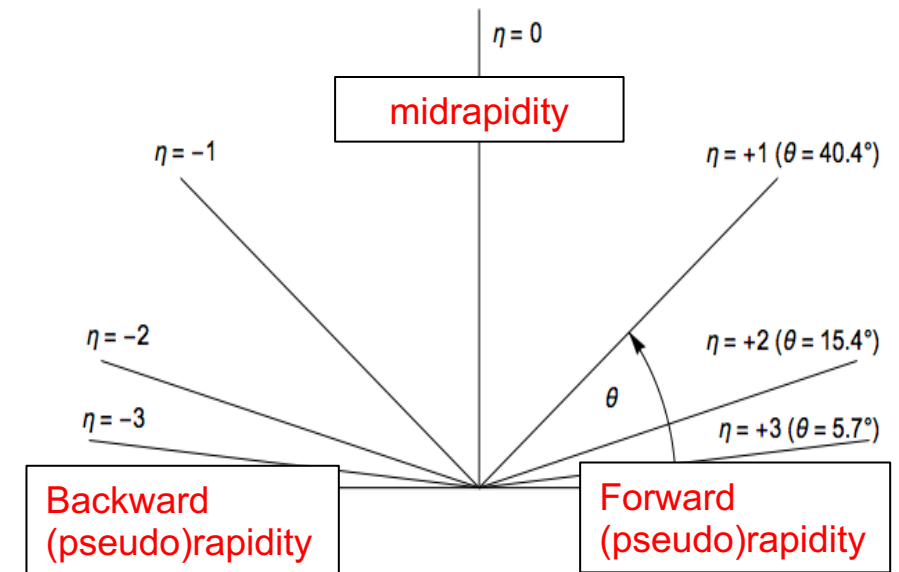 η = 0
midrapidity
η = −1
η = +1 (θ = 40.4°)
η = −2
η = +2 (θ = 15.4°)
θ
η = −3
η = +3 (θ = 5.7°)
Backward
(pseudo)rapidity
Forward
(pseudo)rapidity